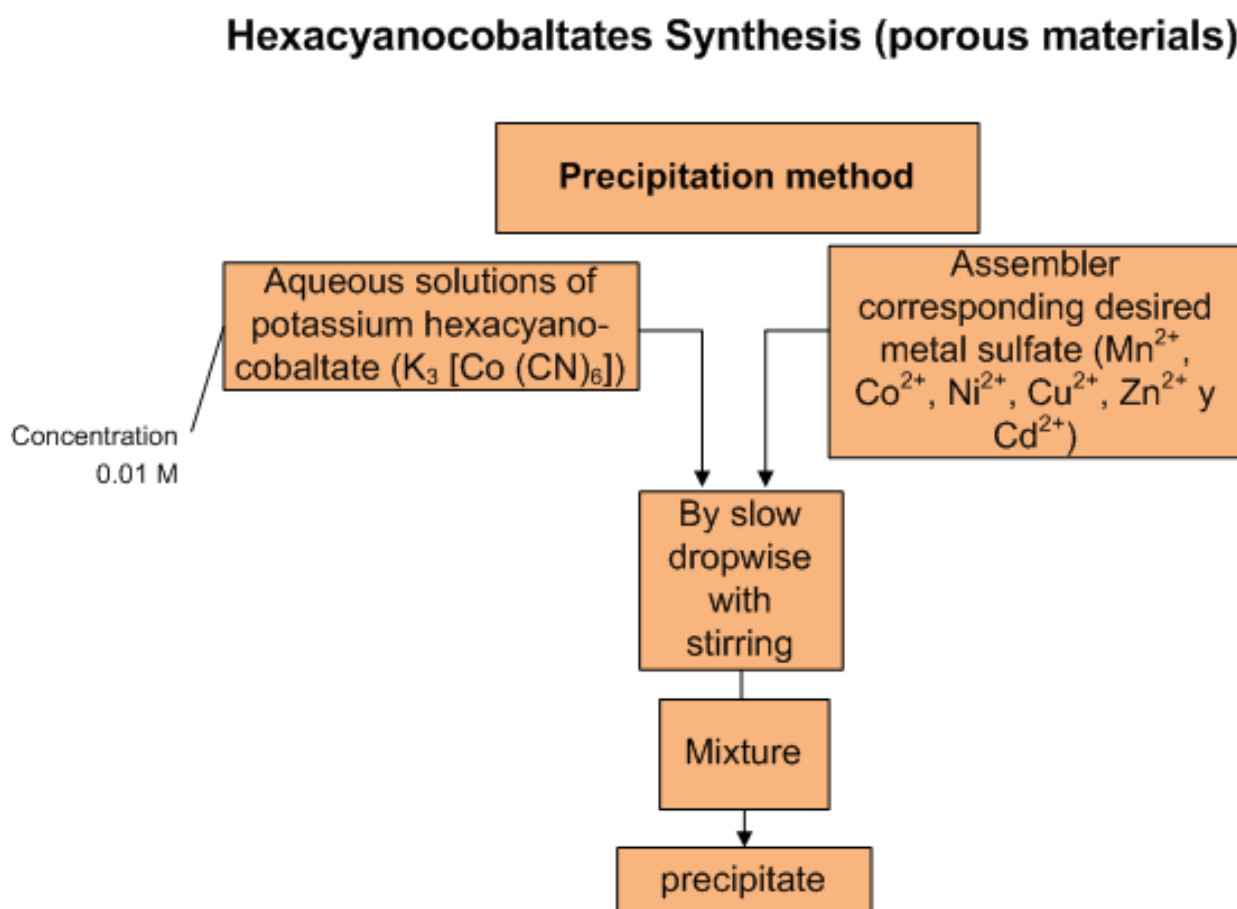 Hexacyanocobaltates Synthesis (porous materials)
Precipitation method
Aqueous solutions of
potassium hexacyano-
cobaltate (K₃ [Co (CN)₆])
Assembler
corresponding desired
metal sulfate (Mn²⁺,
Co²⁺, Ni²⁺, Cu²⁺, Zn²⁺ y
Cd²⁺)
Concentration
0.01 M
By slow
dropwise
with
stirring
Mixture
precipitate